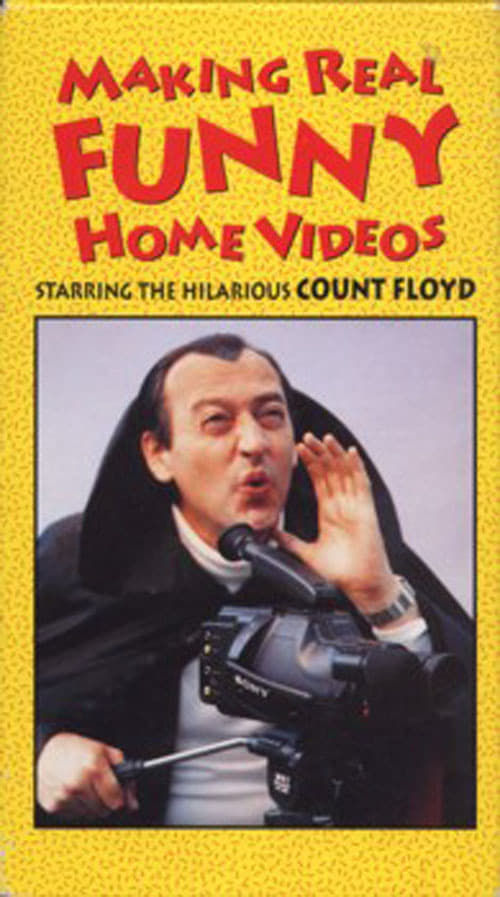 MAKING REAL
FUNNY
HOME VIDEOS
STARRING THE HILARIOUS COUNT FLOYD
SONY